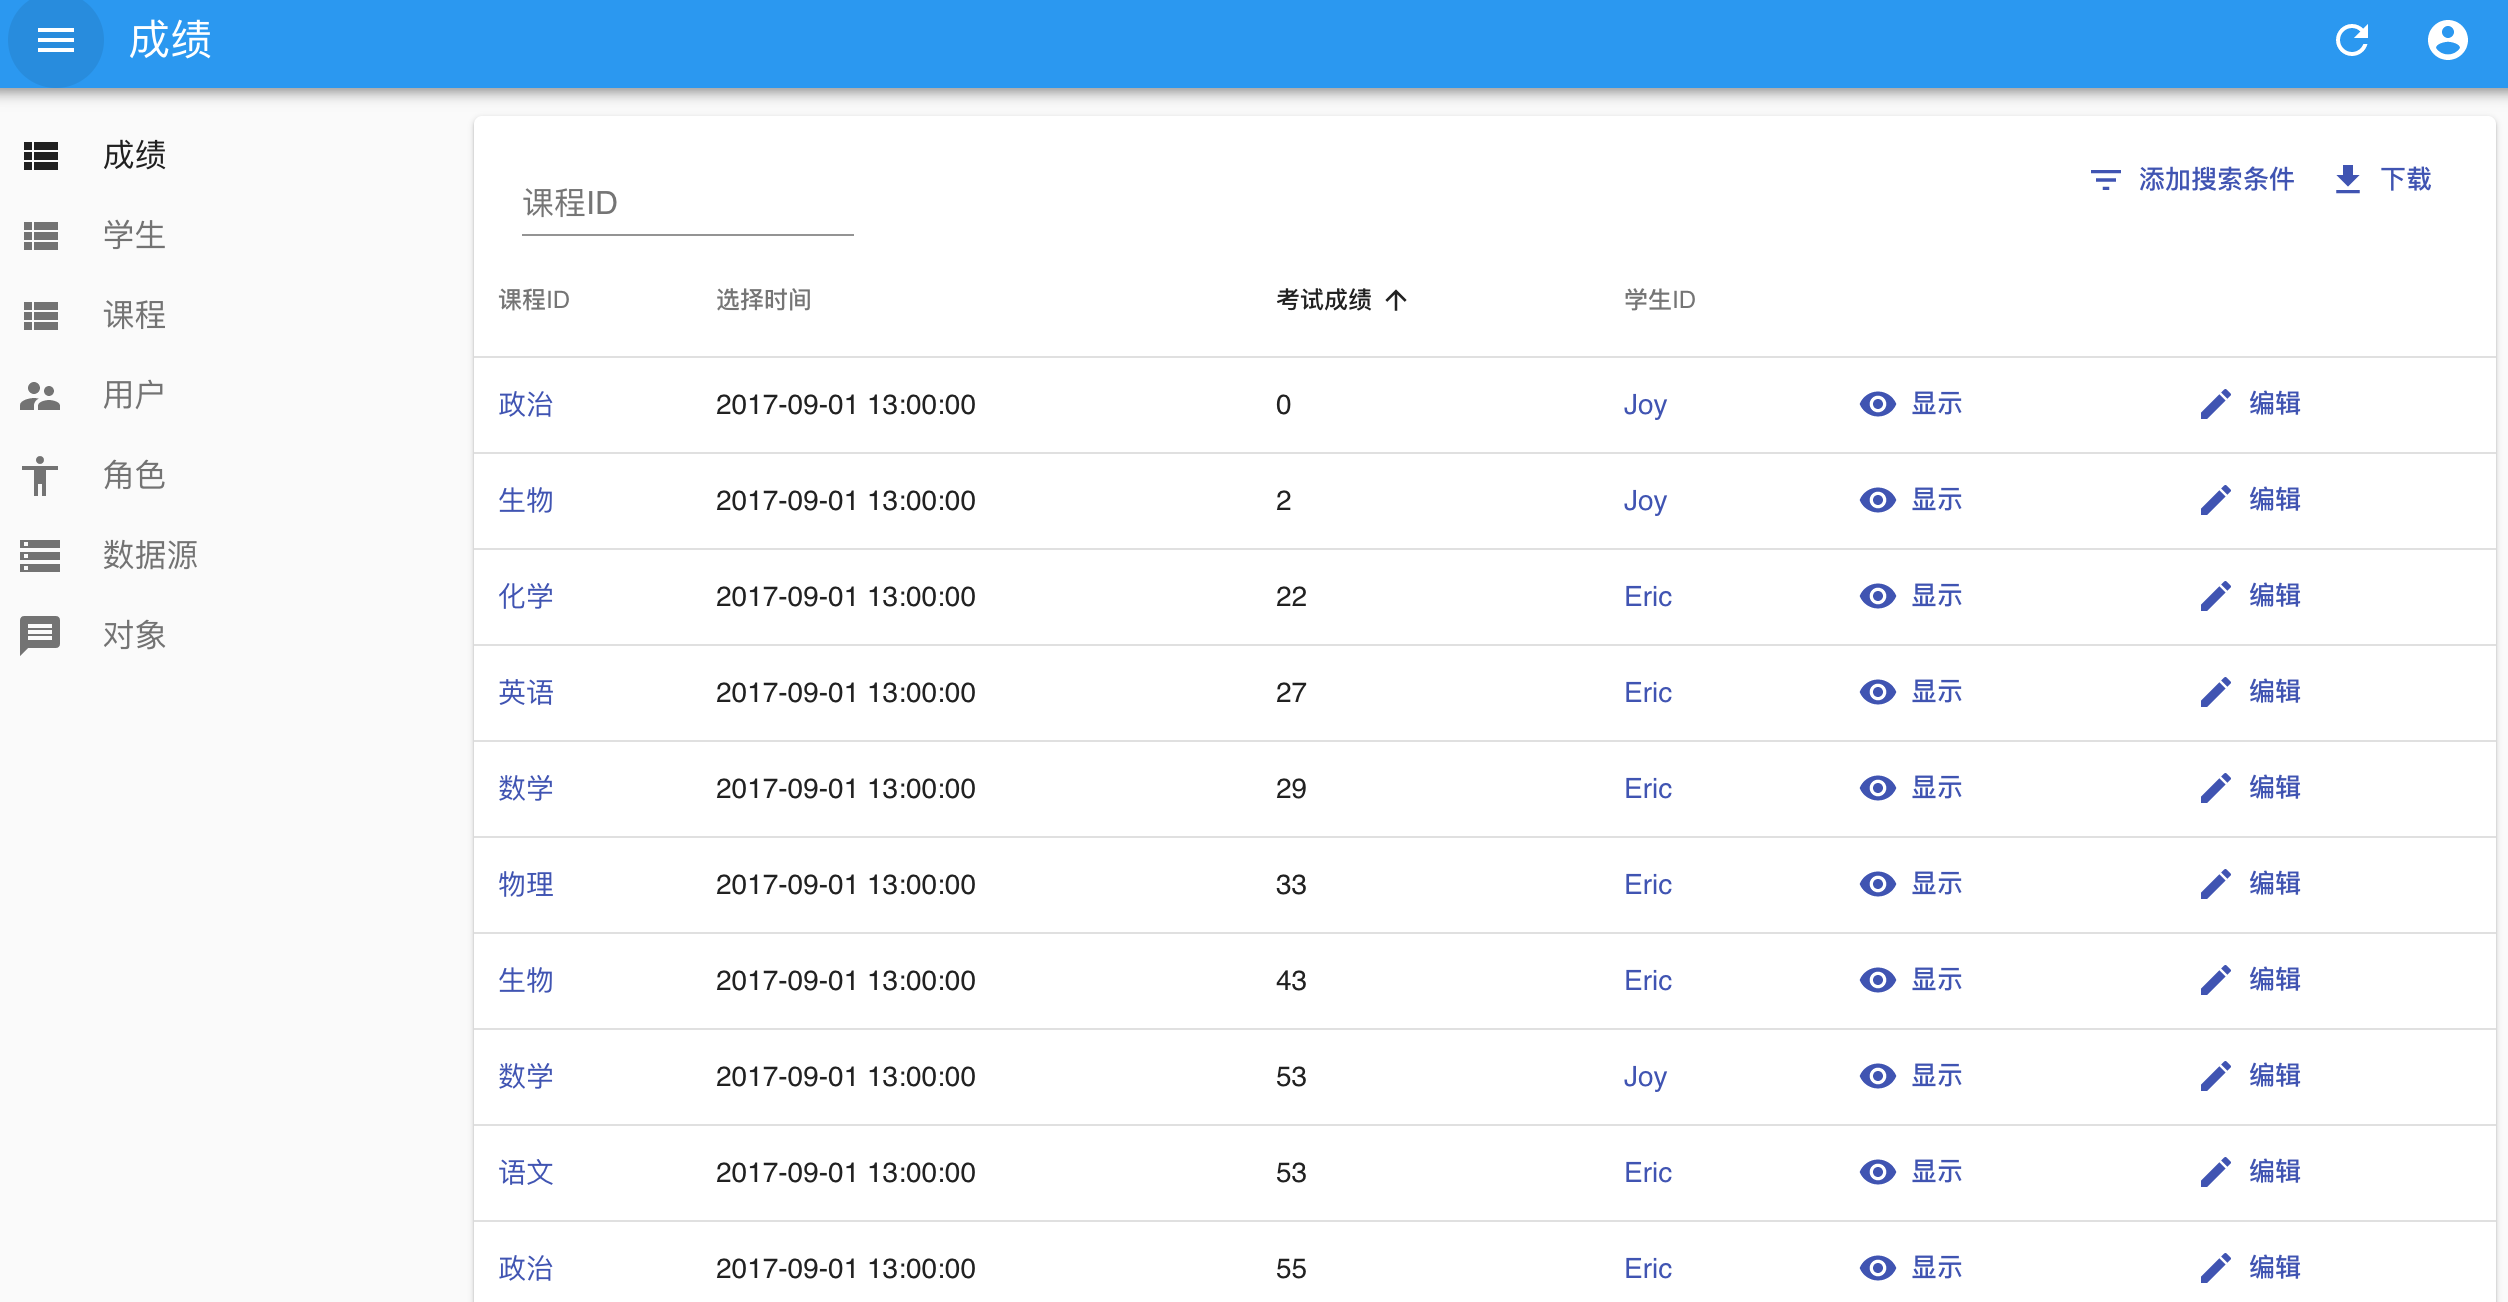 成绩
成绩
学生
课程
用户
角色
数据源
对象
课程ID
添加搜索条件 下载
课程ID 选择时间 考试成绩 学生ID
政治 2017-09-01 13:00:00 0 Joy 显示 编辑
生物 2017-09-01 13:00:00 2 Joy 显示 编辑
化学 2017-09-01 13:00:00 22 Eric 显示 编辑
英语 2017-09-01 13:00:00 27 Eric 显示 编辑
数学 2017-09-01 13:00:00 29 Eric 显示 编辑
物理 2017-09-01 13:00:00 33 Eric 显示 编辑
生物 2017-09-01 13:00:00 43 Eric 显示 编辑
数学 2017-09-01 13:00:00 53 Joy 显示 编辑
语文 2017-09-01 13:00:00 53 Eric 显示 编辑
政治 2017-09-01 13:00:00 55 Eric 显示 编辑